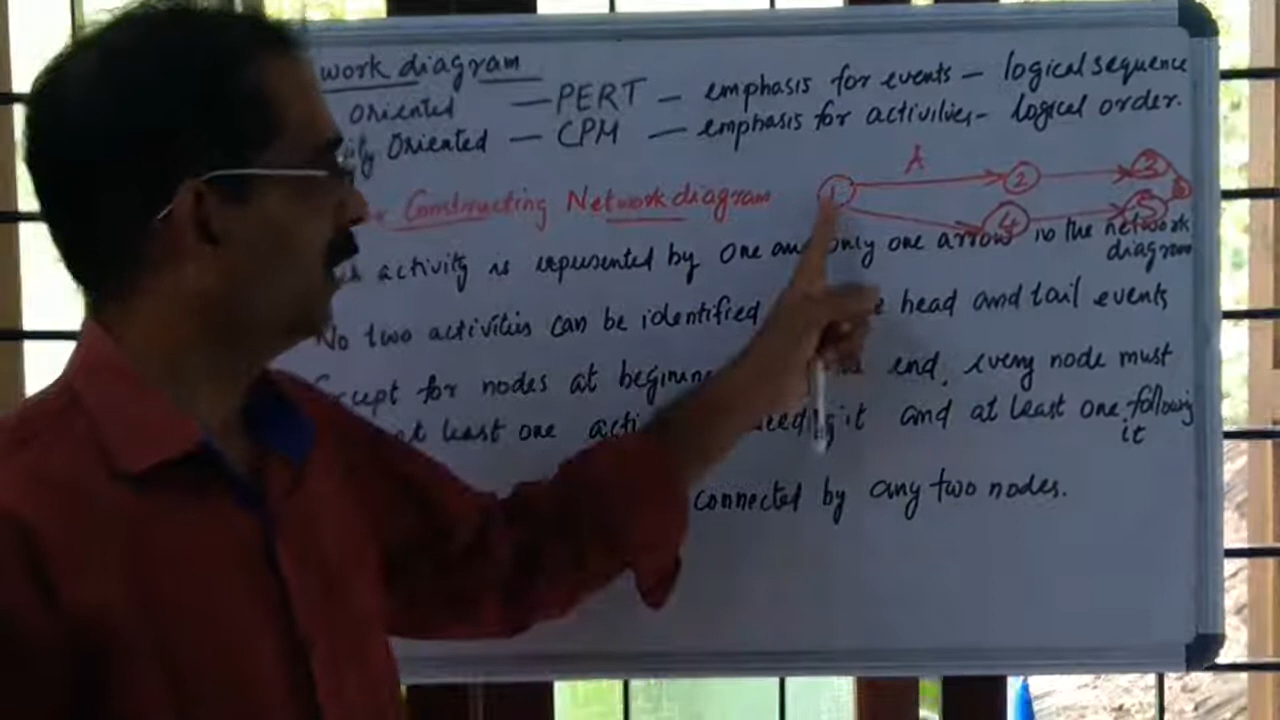 work diagram
Oriented — PERT — emphasis for events — logical sequence
Oriented — CPM — emphasis for activities — logical order.
Constructing Network diagram
1 A 2 3
4 5 6
activity is represented by One and only one arrow in the network
diagram
No two activities can be identified head and tail events
Except for nodes at end, every node must
at least one it and at least one following
it
connected by any two nodes.